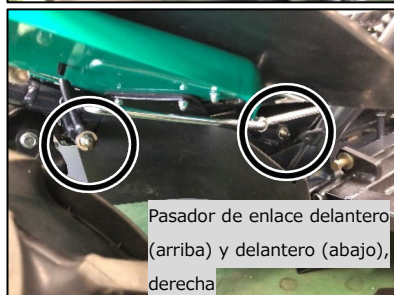 Pasador de enlace delantero
(arriba) y delantero (abajo),
derecha